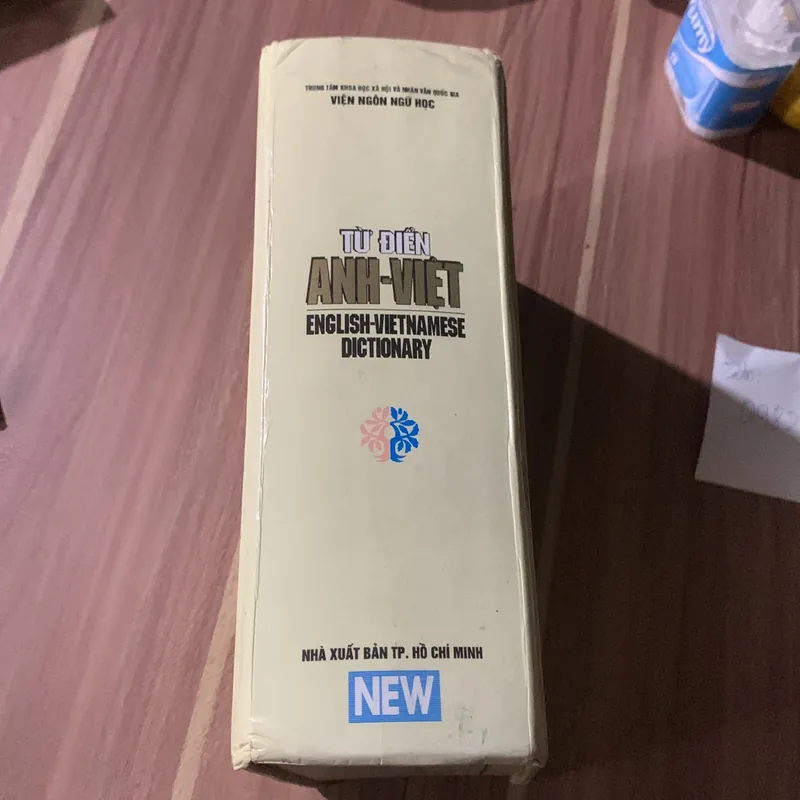 TRUNG TÂM KHOA HỌC XÃ HỘI VÀ NHÂN VĂN QUỐC GIA
VIỆN NGÔN NGỮ HỌC
TỪ ĐIỂN
ANH-VIỆT
ENGLISH-VIETNAMESE
DICTIONARY
NHÀ XUẤT BẢN TP. HỒ CHÍ MINH
NEW